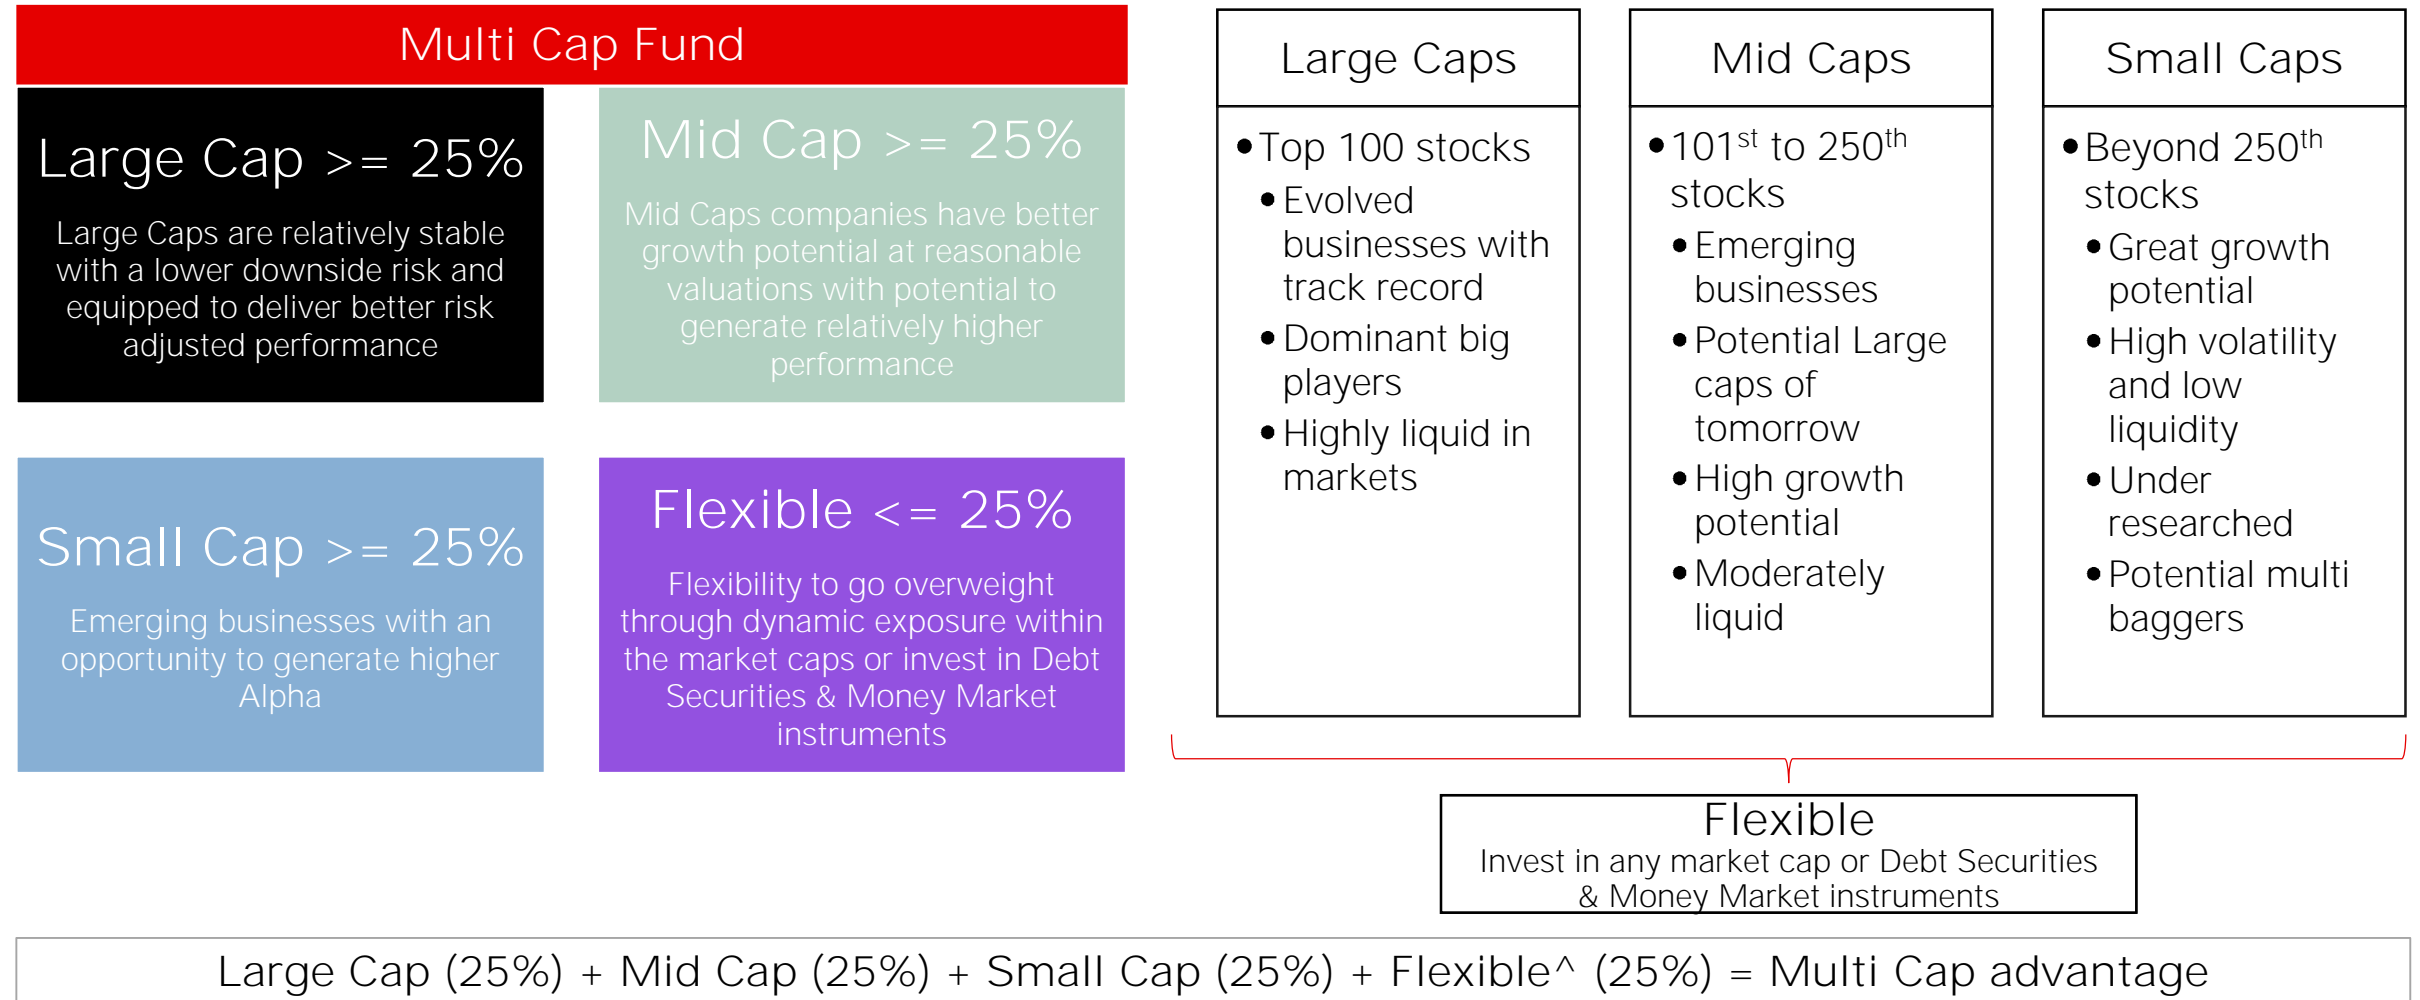 Multi Cap Fund
Large Cap >= 25%
Large Caps are relatively stable
with a lower downside risk and
equipped to deliver better risk
adjusted performance
Mid Cap >= 25%
Mid Caps companies have better
growth potential at reasonable
valuations with potential to
generate relatively higher
performance
Small Cap >= 25%
Emerging businesses with an
opportunity to generate higher
Alpha
Flexible <= 25%
Flexibility to go overweight
through dynamic exposure within
the market caps or invest in Debt
Securities & Money Market
instruments
Large Caps
•Top 100 stocks
•Evolved
businesses with
track record
•Dominant big
players
•Highly liquid in
markets
Mid Caps
•101st to 250th
stocks
•Emerging
businesses
•Potential Large
caps of
tomorrow
•High growth
potential
•Moderately
liquid
Small Caps
•Beyond 250th
stocks
•Great growth
potential
•High volatility
and low
liquidity
•Under
researched
•Potential multi
baggers
Flexible
Invest in any market cap or Debt Securities
& Money Market instruments
Large Cap (25%) + Mid Cap (25%) + Small Cap (25%) + Flexible^ (25%) = Multi Cap advantage